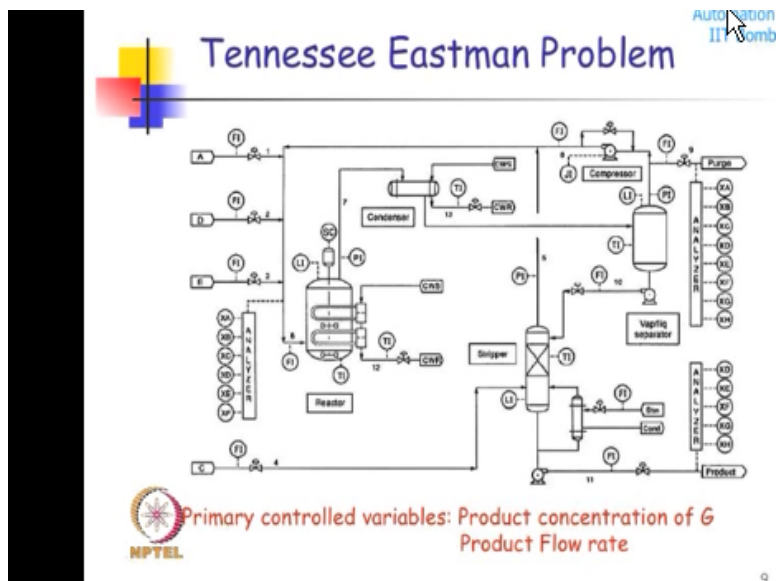 Automation
Tennessee Eastman Problem
FI
A
1
FI
D
2
FI
E
3
XA
XB
XC
XD
XE
XF
ANALYZER
6
FI
SC
LI
PI
7
TI
12
CWS
Reactor
Condenser
CWS
TI
13
CWR
FI
5
PI
8
JI
Compressor
FI
9
Purge
LI
PI
TI
FI
10
Vap/liq
separator
ANALYZER
XA
XB
XC
XD
XE
XF
XG
XH
Stripper
TI
LI
FI
Stm
Cond
FI
11
ANALYZER
XD
XE
XF
XG
XH
Product
FI
C
4
Primary controlled variables: Product concentration of G
Product Flow rate
NPTEL
9